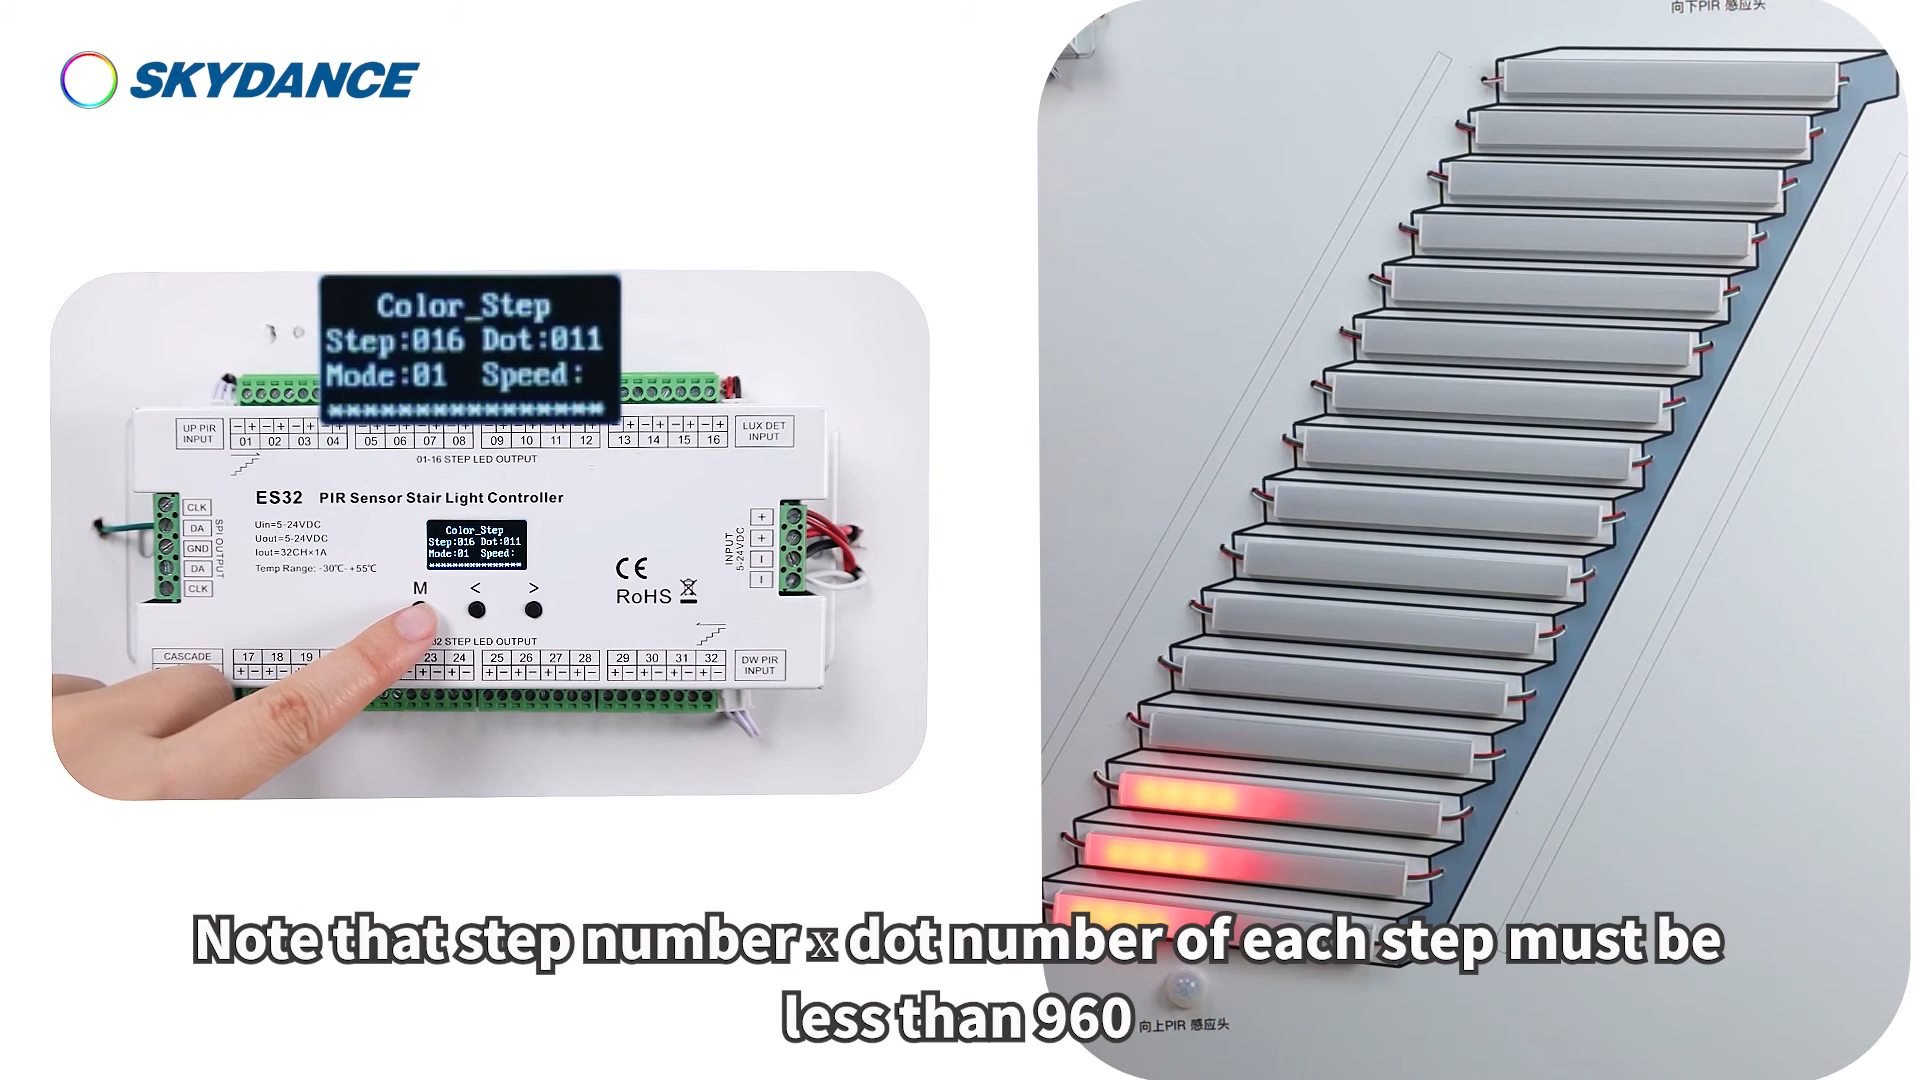 SKYDANCE
向下PIR 感应头
Color_Step
Step:016 Dot:011
Mode:01 Speed:
****************
UP PIR INPUT
- + - + - + - +
01 02 03 04
05 06 07 08
09 10 11 12
13 14 15 16
LUX DET INPUT
01-16 STEP LED OUTPUT
ES32 PIR Sensor Stair Light Controller
Uin=5-24VDC
Uout=5-24VDC
Iout=32CH×1A
Temp Range: -30℃-+55℃
CLK
DA
GND
DA
CLK
SPI OUTPUT
Color_Step
Step:016 Dot:011
Mode:01 Speed:
INPUT
5-24VDC
CE
RoHS
M < >
32 STEP LED OUTPUT
CASCADE
17 18 19
23 24
25 26 27 28
29 30 31 32
DW PIR INPUT
Note that step number x dot number of each step must be
less than 960
向上PIR 感应头